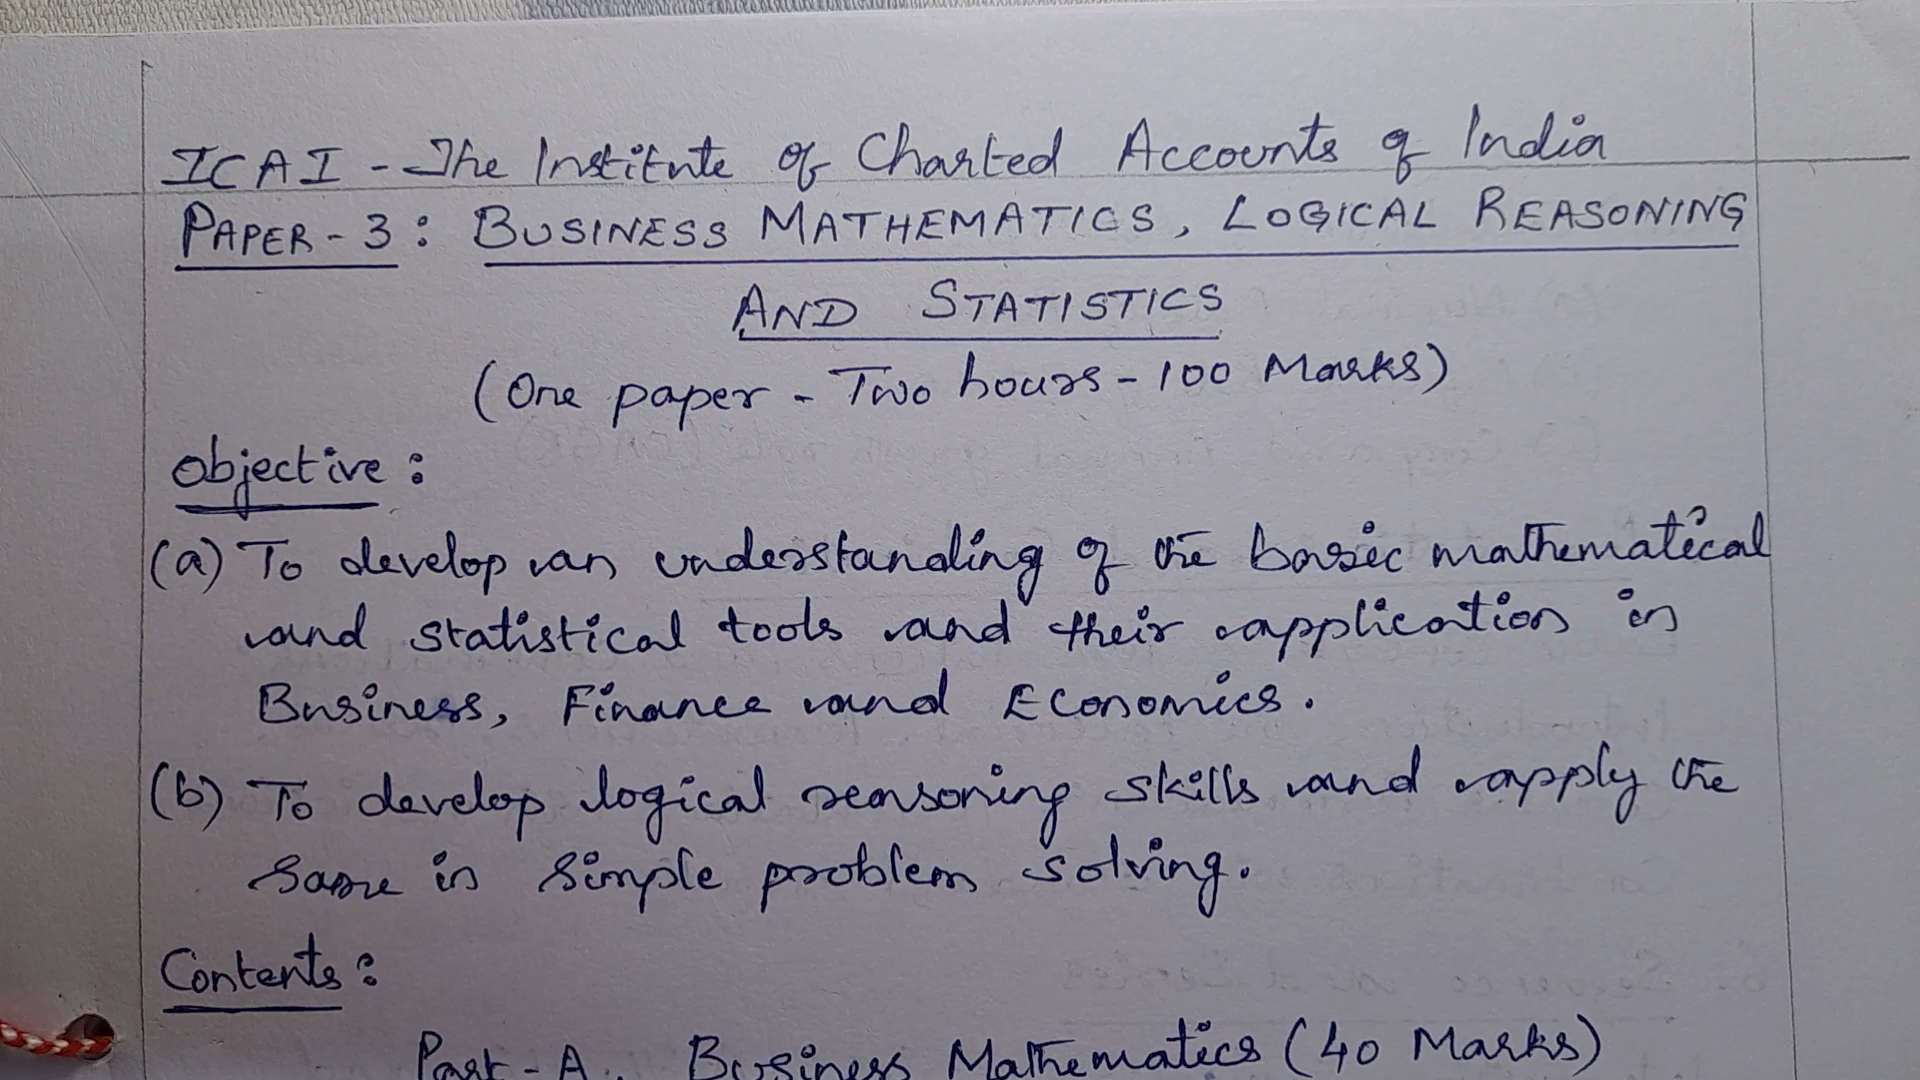 ICAI - The Institute of Charted Accounts of India
PAPER - 3 : BUSINESS MATHEMATICS, LOGICAL REASONING
AND STATISTICS
(One paper - Two hours - 100 Marks)
Objective :
(a) To develop an understanding of the basic mathematical
and statistical tools and their application in
Business, Finance and Economics.
(b) To develop logical reasoning skills and apply the
same in simple problem solving.
Contents :
Part - A. Business Mathematics (40 Marks)